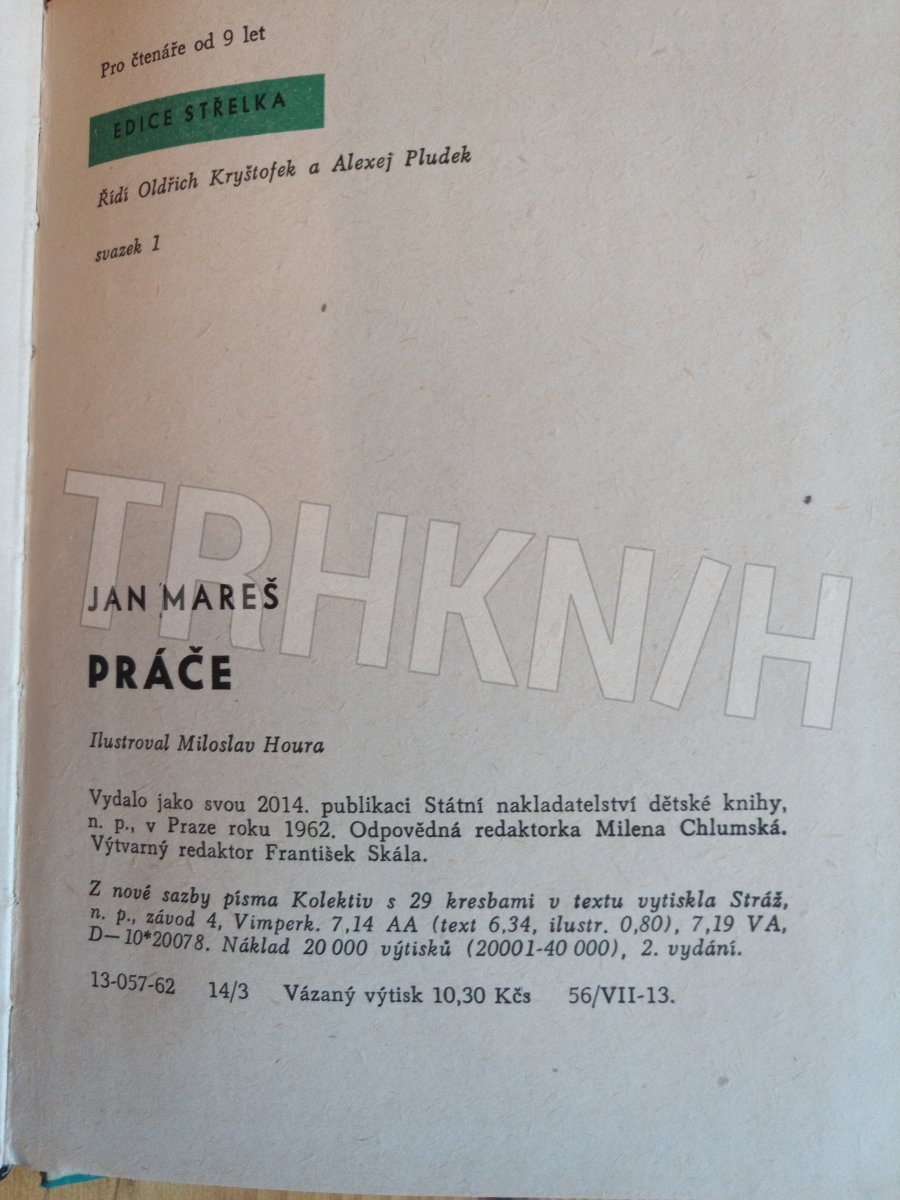 Pro čtenáře od 9 let
EDICE STŘELKA
Řídí Oldřich Kryštofek a Alexej Pludek
svazek 1
TRHKNIH
JAN MAREŠ
PRÁČE
Ilustroval Miloslav Houra
Vydalo jako svou 2014. publikaci Státní nakladatelství dětské knihy,
n. p., v Praze roku 1962. Odpovědná redaktorka Milena Chlumská.
Výtvarný redaktor František Skála.
Z nové sazby písma Kolektiv s 29 kresbami v textu vytiskla Stráž,
n. p., závod 4, Vimperk. 7,14 AA (text 6,34, ilustr. 0,80), 7,19 VA,
D—10*20078. Náklad 20 000 výtisků (20001-40 000), 2. vydání.
13-057-62 14/3 Vázaný výtisk 10,30 Kčs 56/VII-13.